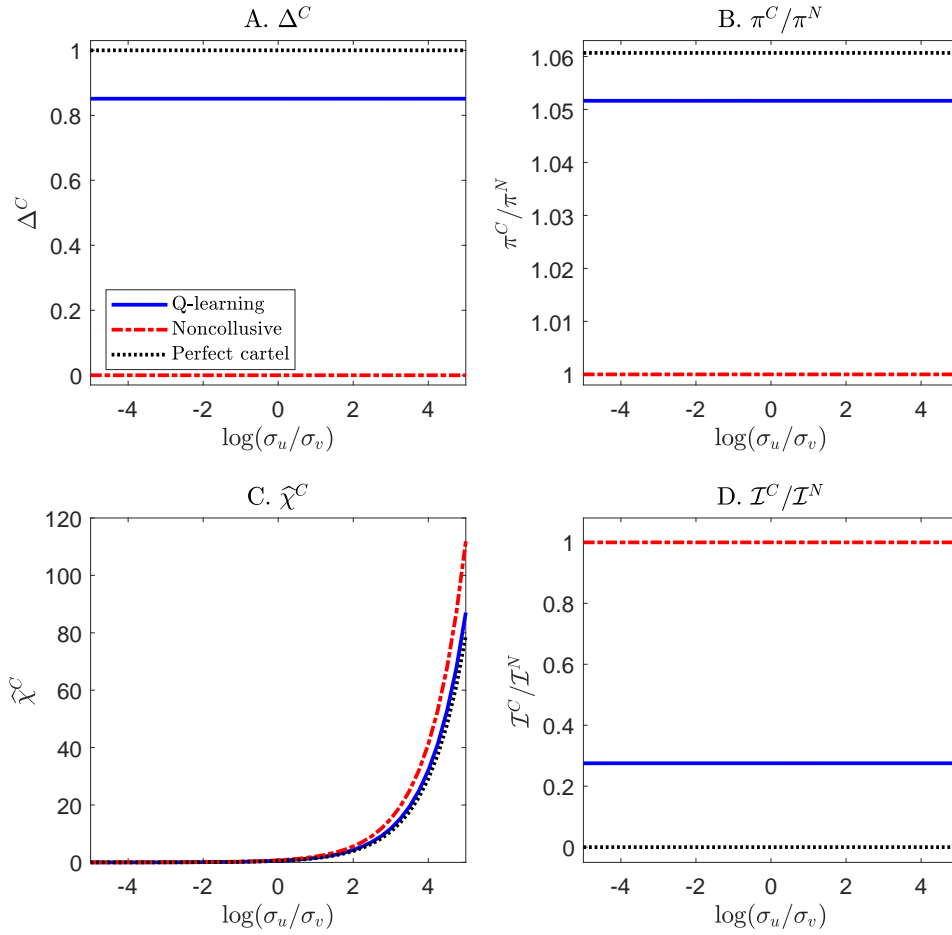 A. Δ^C
1
0.8
0.6
0.4
0.2
0
Δ^C
Q-learning
Noncollusive
Perfect cartel
-4 -2 0 2 4
log(σ_u/σ_v)
B. π^C/π^N
1.06
1.05
1.04
1.03
1.02
1.01
1
π^C/π^N
-4 -2 0 2 4
log(σ_u/σ_v)
C. χ̂^C
120
100
80
60
40
20
0
χ̂^C
-4 -2 0 2 4
log(σ_u/σ_v)
D. ℐ^C/ℐ^N
1
0.8
0.6
0.4
0.2
0
ℐ^C/ℐ^N
-4 -2 0 2 4
log(σ_u/σ_v)